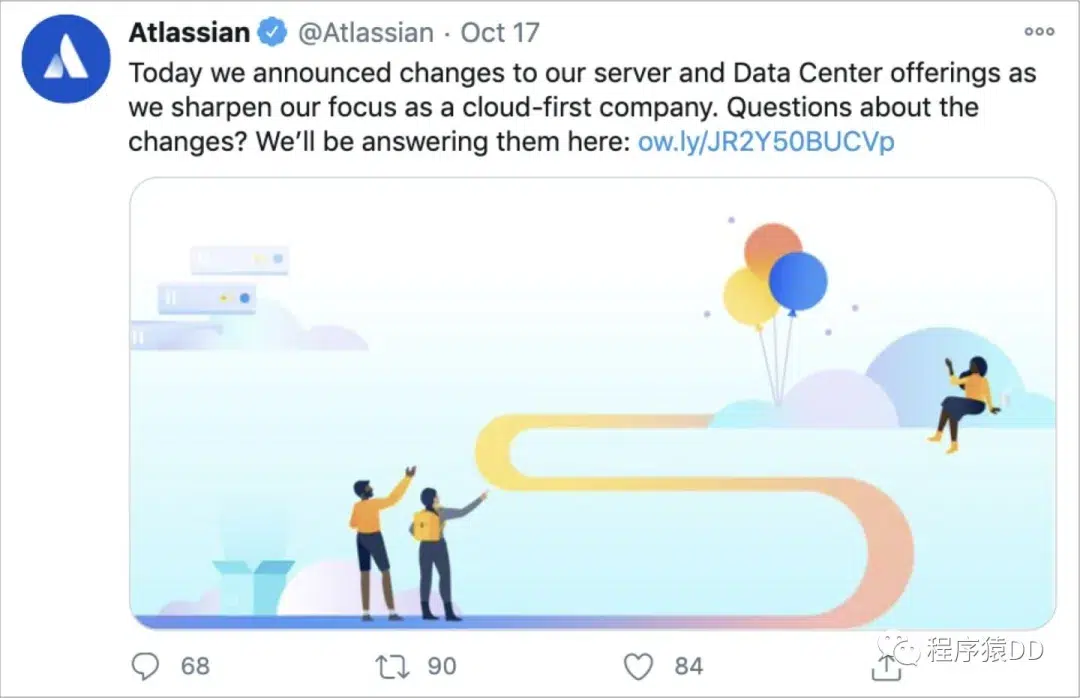 Atlassian @Atlassian · Oct 17
Today we announced changes to our server and Data Center offerings as
we sharpen our focus as a cloud-first company. Questions about the
changes? We’ll be answering them here: ow.ly/JR2Y50BUCVp
68 90 84
程序猿DD